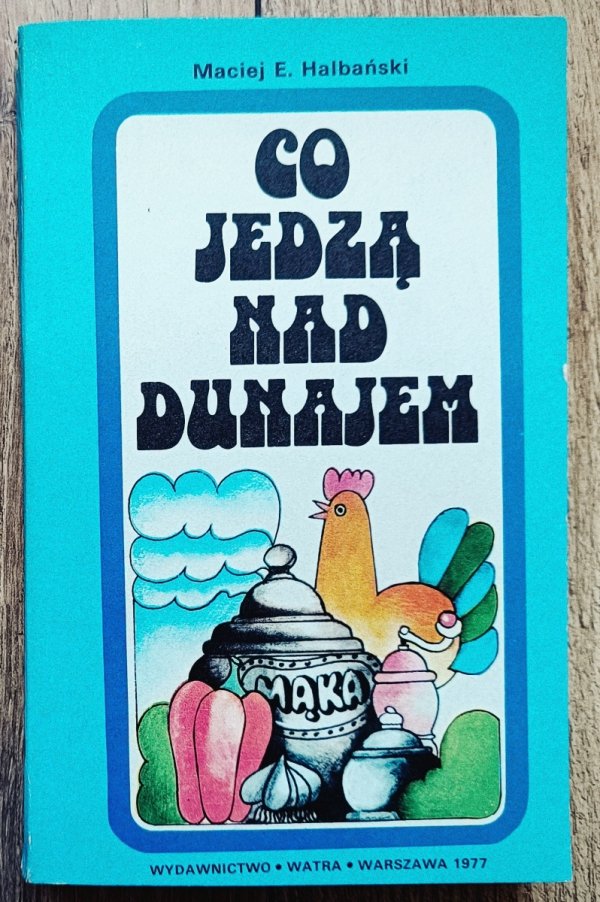 Maciej E. Halbański
CO
JEDZĄ
NAD
DUNAJEM
MĄKA
WYDAWNICTWO • WATRA • WARSZAWA 1977